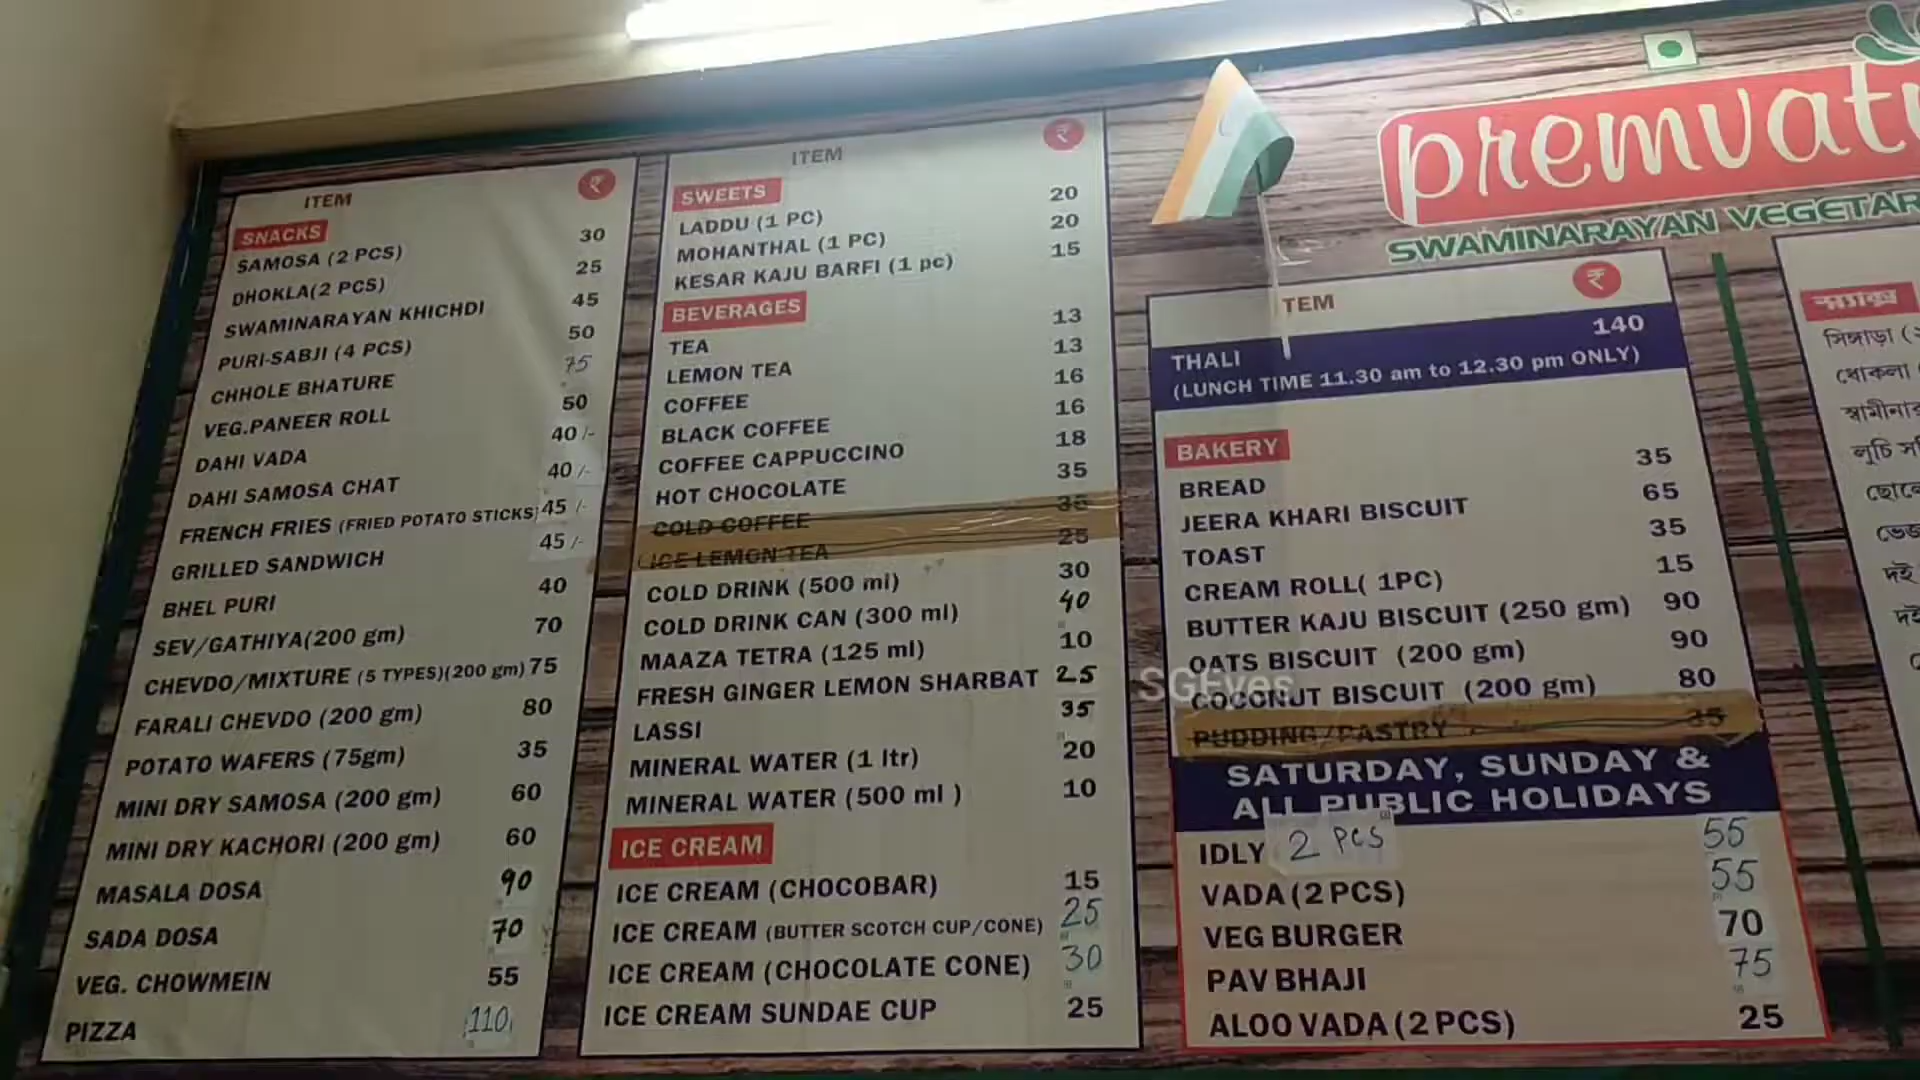 ITEM ₹
SNACKS
SAMOSA (2 PCS) 30
DHOKLA(2 PCS) 25
SWAMINARAYAN KHICHDI 45
PURI-SABJI (4 PCS) 50
CHHOLE BHATURE 75
VEG.PANEER ROLL 50
DAHI VADA 40/-
DAHI SAMOSA CHAT 40/-
FRENCH FRIES (FRIED POTATO STICKS) 45/-
GRILLED SANDWICH 45/-
BHEL PURI 40
SEV/GATHIYA(200 gm) 70
CHEVDO/MIXTURE (5 TYPES)(200 gm) 75
FARALI CHEVDO (200 gm) 80
POTATO WAFERS (75gm) 35
MINI DRY SAMOSA (200 gm) 60
MINI DRY KACHORI (200 gm) 60
MASALA DOSA 90
SADA DOSA 70
VEG. CHOWMEIN 55
PIZZA 110
ITEM ₹
SWEETS
LADDU (1 PC) 20
MOHANTHAL (1 PC) 20
KESAR KAJU BARFI (1 pc) 15
BEVERAGES
TEA 13
LEMON TEA 13
COFFEE 16
BLACK COFFEE 16
COFFEE CAPPUCCINO 18
HOT CHOCOLATE 35
COLD COFFEE 35
ICE LEMON TEA 25
COLD DRINK (500 ml) 30
COLD DRINK CAN (300 ml) 40
MAAZA TETRA (125 ml) 10
FRESH GINGER LEMON SHARBAT 25
LASSI 35
MINERAL WATER (1 ltr) 20
MINERAL WATER (500 ml ) 10
ICE CREAM
ICE CREAM (CHOCOBAR) 15
ICE CREAM (BUTTER SCOTCH CUP/CONE) 25
ICE CREAM (CHOCOLATE CONE) 30
ICE CREAM SUNDAE CUP 25
premvat
SWAMINARAYAN VEGETAR
TEM ₹
THALI 140
(LUNCH TIME 11.30 am to 12.30 pm ONLY)
BAKERY
BREAD 35
JEERA KHARI BISCUIT 65
TOAST 35
CREAM ROLL( 1PC) 15
BUTTER KAJU BISCUIT (250 gm) 90
OATS BISCUIT (200 gm) 90
COCONUT BISCUIT (200 gm) 80
PUDDING/PASTRY 35
SATURDAY, SUNDAY &
ALL PUBLIC HOLIDAYS
IDLY 2 PCS 55
VADA (2 PCS) 55
VEG BURGER 70
PAV BHAJI 75
ALOO VADA (2 PCS) 25
স্ন্যাক্স
সিঙ্গাড়া (২
ধোকলা
স্বামীনার
লুচি স
ছোলে
ভেজ
দই
দই
SGEyes